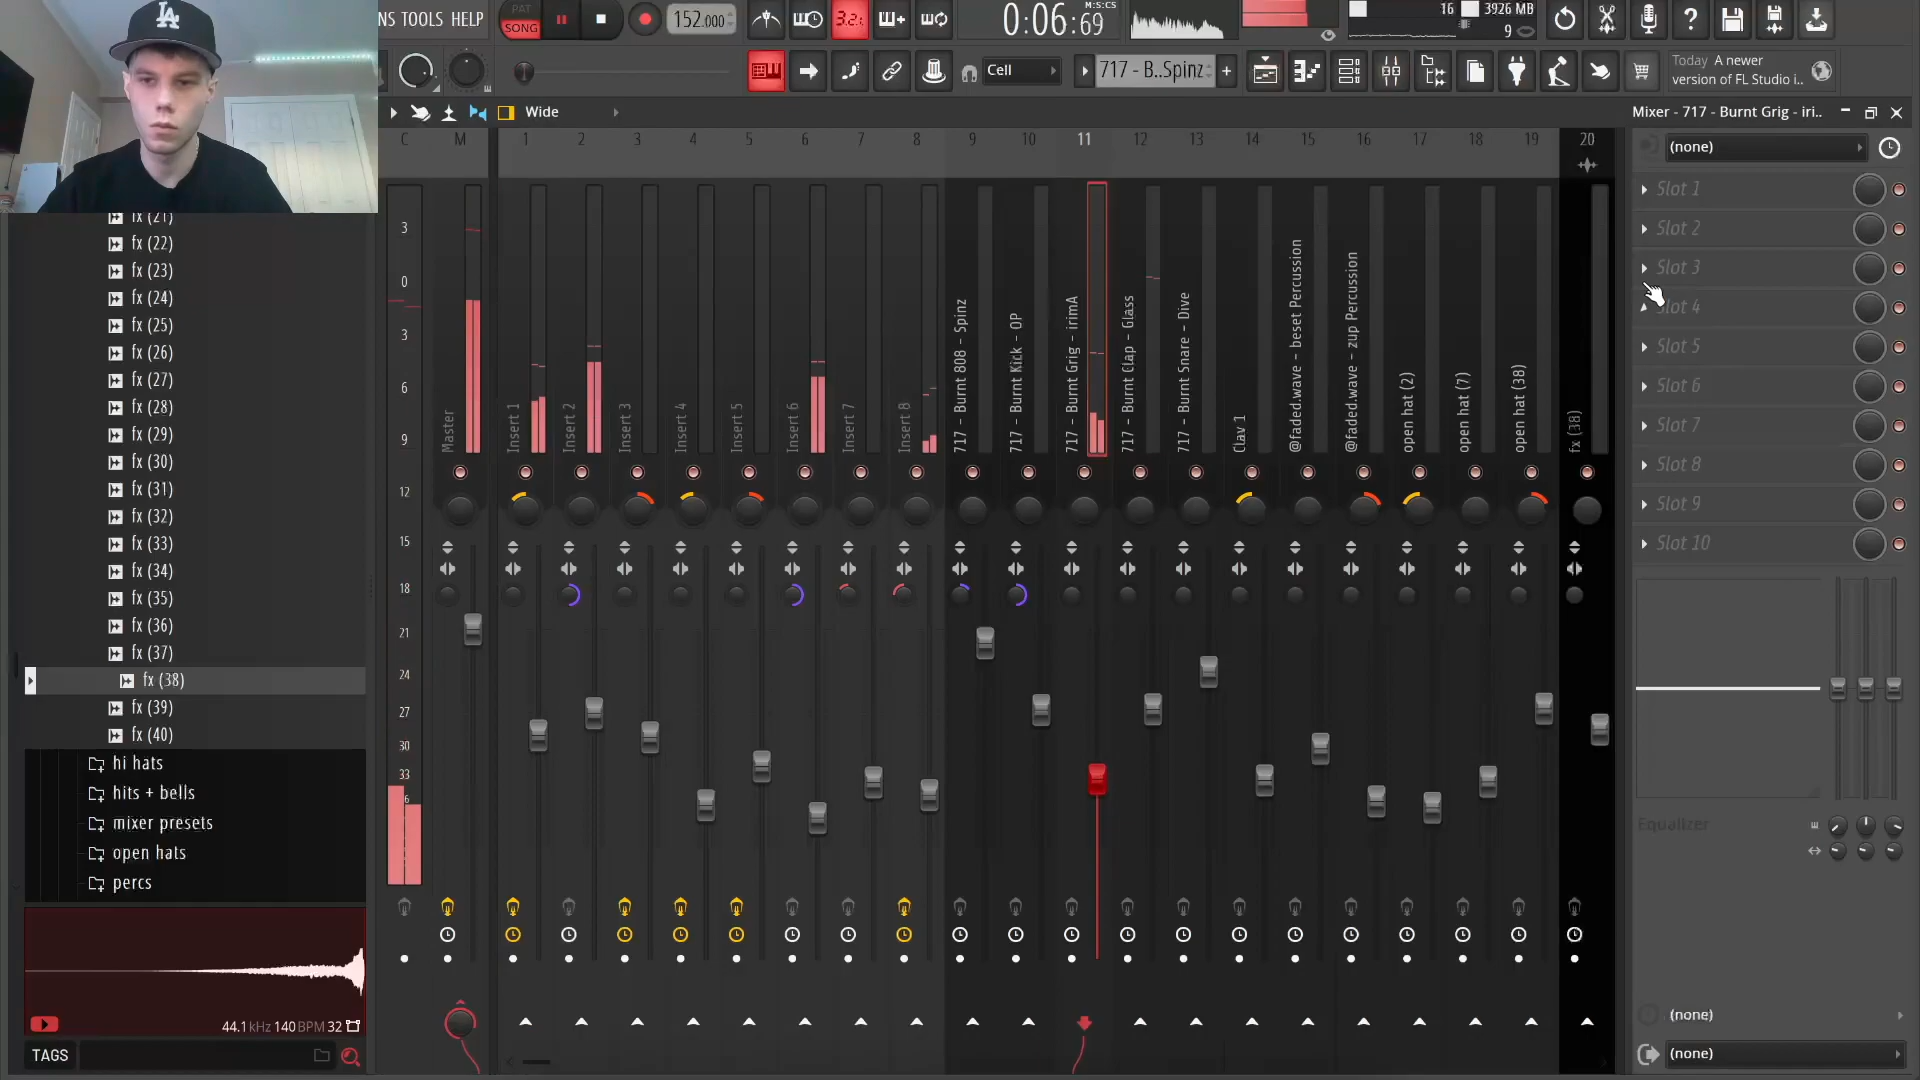 LA
NS TOOLS HELP
PAT
SONG
152.000
3.2
0:06:69
M:S:CS
16
3926 MB
9
Cell
717 - B..Spinz
Today A newer
version of FL Studio i..
Wide
Mixer - 717 - Burnt Grig - iri..
C
M
1
2
3
4
5
6
7
8
9
10
11
12
13
14
15
16
17
18
19
20
(none)
Slot 1
Slot 2
Slot 3
Slot 4
Slot 5
Slot 6
Slot 7
Slot 8
Slot 9
Slot 10
fx (21)
fx (22)
fx (23)
fx (24)
fx (25)
fx (26)
fx (27)
fx (28)
fx (29)
fx (30)
fx (31)
fx (32)
fx (33)
fx (34)
fx (35)
fx (36)
fx (37)
fx (38)
fx (39)
fx (40)
hi hats
hits + bells
mixer presets
open hats
percs
44.1kHz 140 BPM 32
TAGS
3
0
3
6
9
12
15
18
21
24
27
30
33
6
Master
Insert 1
Insert 2
Insert 3
Insert 4
Insert 5
Insert 6
Insert 7
Insert 8
717 - Burnt 808 - Spinz
717 - Burnt Kick - OP
717 - Burnt Grig - irimA
717 - Burnt Clap - Glass
717 - Burnt Snare - Dive
Clav 1
@faded.wave - beset Percussion
@faded.wave - zup Percussion
open hat (2)
open hat (7)
open hat (38)
fx (38)
Equalizer
(none)
(none)